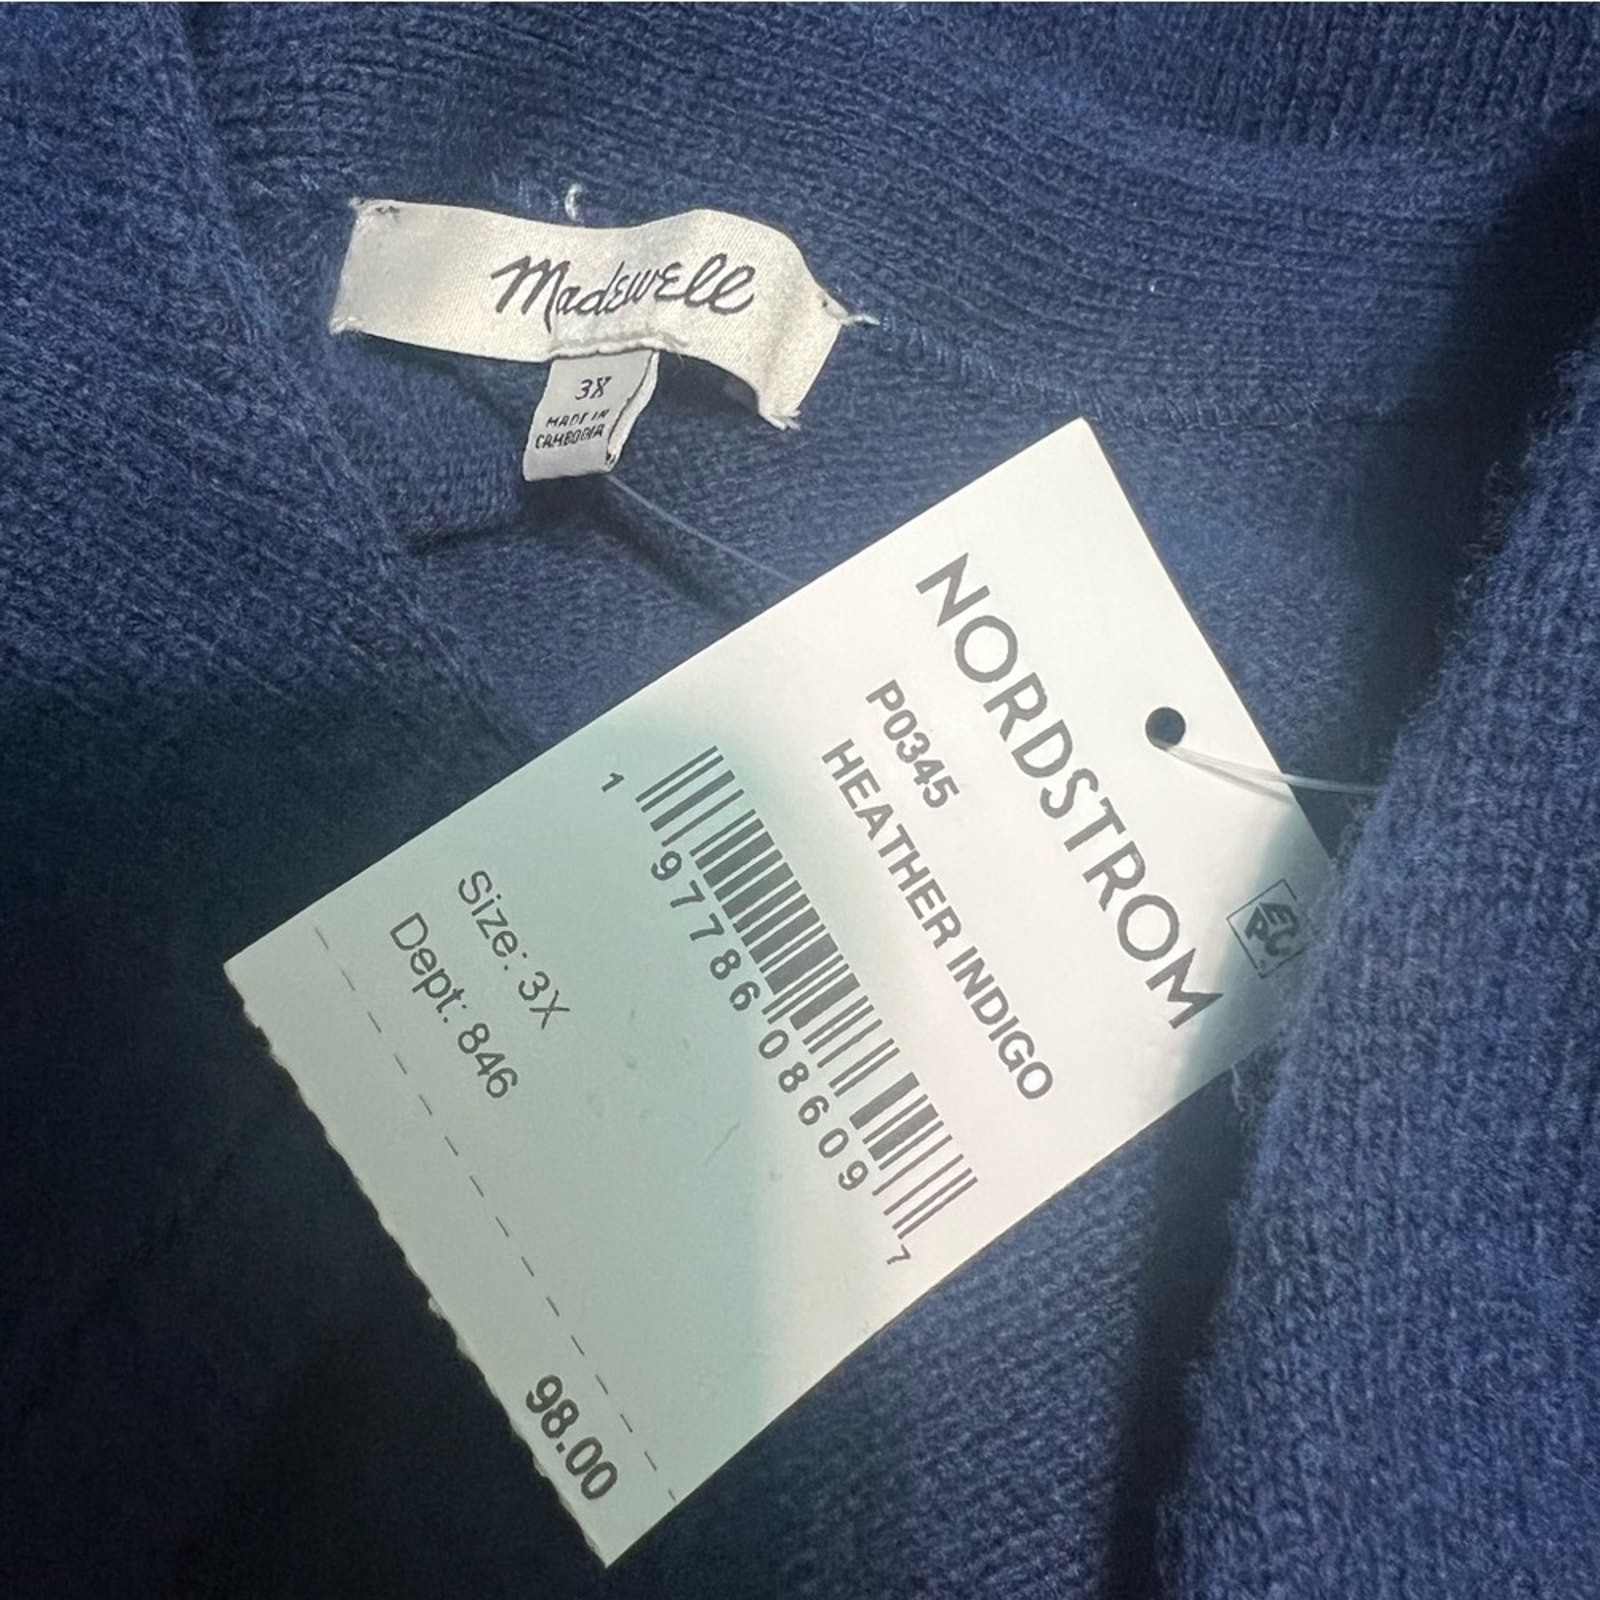 Madewell
3X
MADE IN
CAMBODIA
NORDSTROM
EPC
P0345
HEATHER INDIGO
1 97786 08609 7
Size: 3X
Dept: 846
98.00